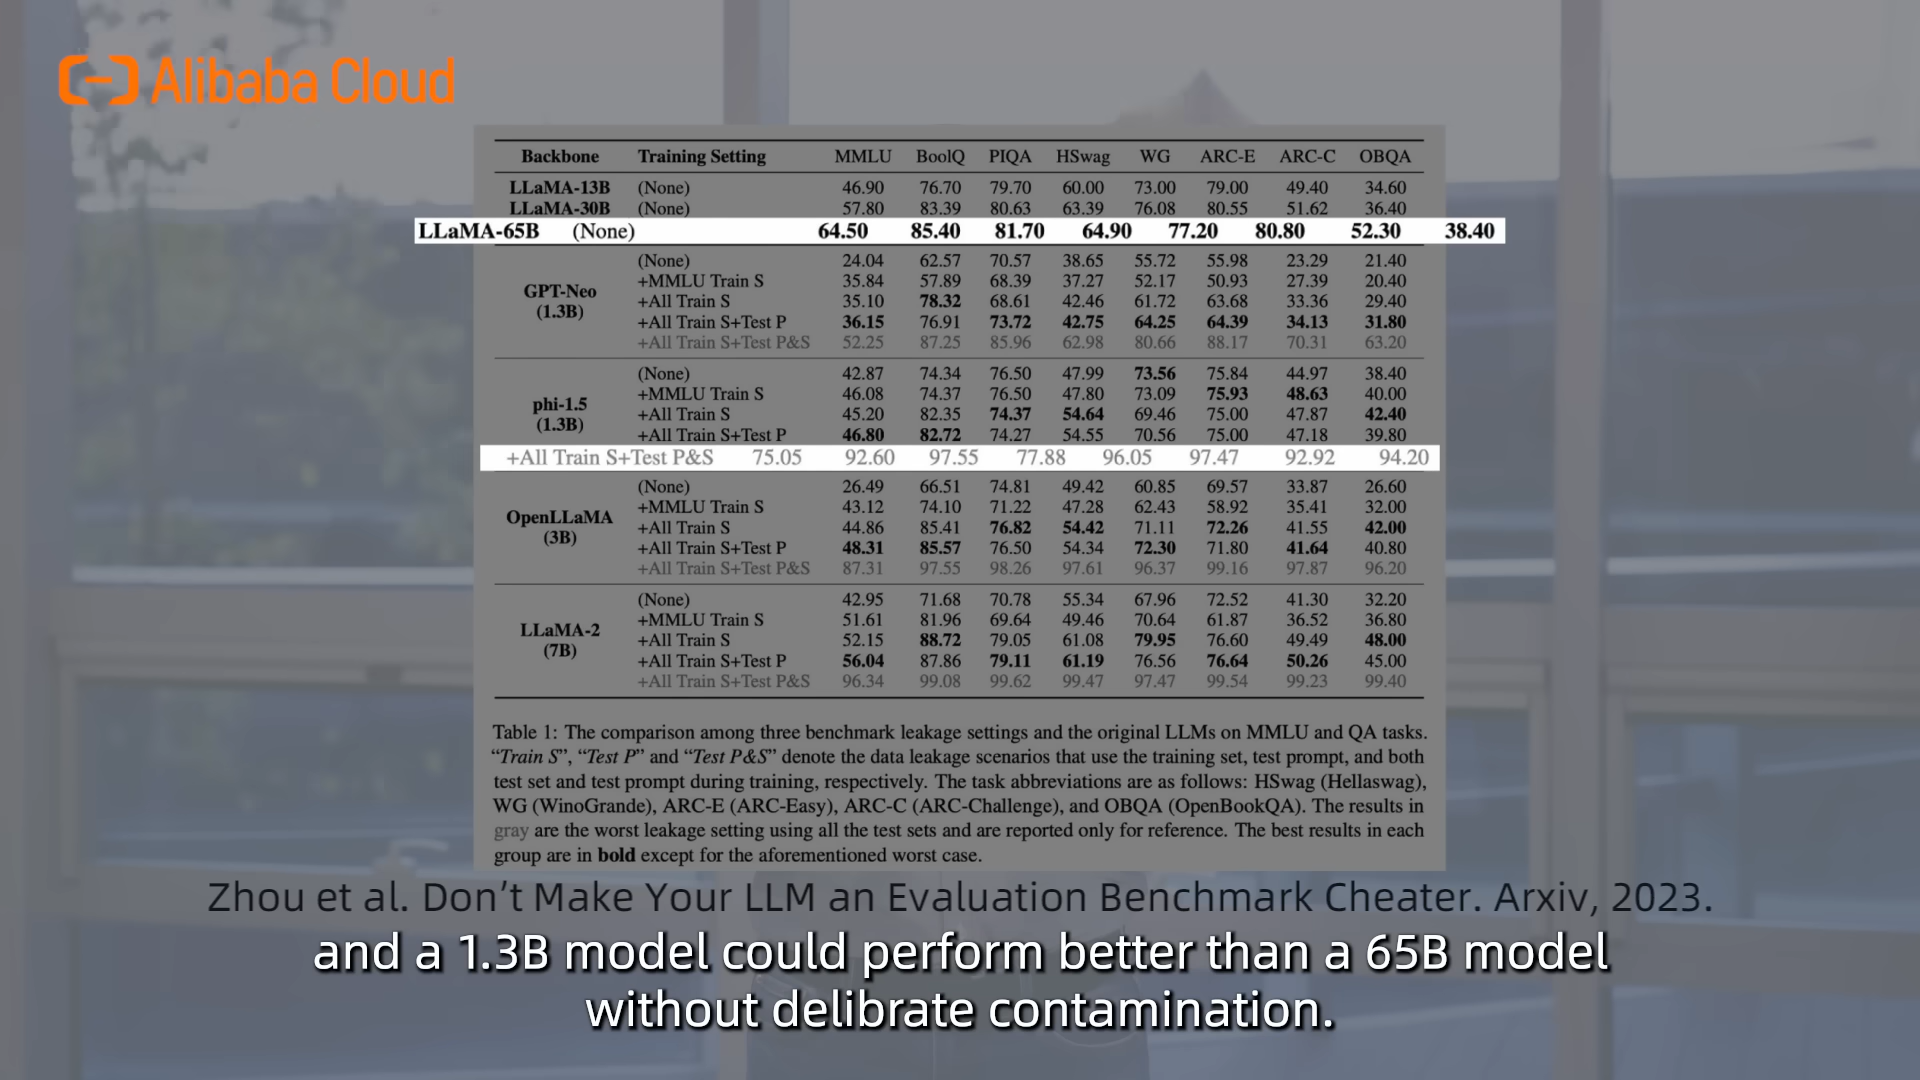 Alibaba Cloud
Backbone Training Setting MMLU BoolQ PIQA HSwag WG ARC-E ARC-C OBQA
LLaMA-13B (None) 46.90 76.70 79.70 60.00 73.00 79.00 49.40 34.60
LLaMA-30B (None) 57.80 83.39 80.63 63.39 76.08 80.55 51.62 36.40
LLaMA-65B (None) 64.50 85.40 81.70 64.90 77.20 80.80 52.30 38.40
GPT-Neo
(1.3B)
(None) 24.04 62.57 70.57 38.65 55.72 55.98 23.29 21.40
+MMLU Train S 35.84 57.89 68.39 37.27 52.17 50.93 27.39 20.40
+All Train S 35.10 78.32 68.61 42.46 61.72 63.68 33.36 29.40
+All Train S+Test P 36.15 76.91 73.72 42.75 64.25 64.39 34.13 31.80
+All Train S+Test P&S 52.25 87.25 85.96 62.98 80.66 88.17 70.31 63.20
phi-1.5
(1.3B)
(None) 42.87 74.34 76.50 47.99 73.56 75.84 44.97 38.40
+MMLU Train S 46.08 74.37 76.50 47.80 73.09 75.93 48.63 40.00
+All Train S 45.20 82.35 74.37 54.64 69.46 75.00 47.87 42.40
+All Train S+Test P 46.80 82.72 74.27 54.55 70.56 75.00 47.18 39.80
+All Train S+Test P&S 75.05 92.60 97.55 77.88 96.05 97.47 92.92 94.20
OpenLLaMA
(3B)
(None) 26.49 66.51 74.81 49.42 60.85 69.57 33.87 26.60
+MMLU Train S 43.12 74.10 71.22 47.28 62.43 58.92 35.41 32.00
+All Train S 44.86 85.41 76.82 54.42 71.11 72.26 41.55 42.00
+All Train S+Test P 48.31 85.57 76.50 54.34 72.30 71.80 41.64 40.80
+All Train S+Test P&S 87.31 97.55 98.26 97.61 96.37 99.16 97.87 96.20
LLaMA-2
(7B)
(None) 42.95 71.68 70.78 55.34 67.96 72.52 41.30 32.20
+MMLU Train S 51.61 81.96 69.64 49.46 70.64 61.87 36.52 36.80
+All Train S 52.15 88.72 79.05 61.08 79.95 76.60 49.49 48.00
+All Train S+Test P 56.04 87.86 79.11 61.19 76.56 76.64 50.26 45.00
+All Train S+Test P&S 96.34 99.08 99.62 99.47 97.47 99.54 99.23 99.40
Table 1: The comparison among three benchmark leakage settings and the original LLMs on MMLU and QA tasks.
“Train S”, “Test P” and “Test P&S” denote the data leakage scenarios that use the training set, test prompt, and both
test set and test prompt during training, respectively. The task abbreviations are as follows: HSwag (Hellaswag),
WG (WinoGrande), ARC-E (ARC-Easy), ARC-C (ARC-Challenge), and OBQA (OpenBookQA). The results in
gray are the worst leakage setting using all the test sets and are reported only for reference. The best results in each
group are in bold except for the aforementioned worst case.
Zhou et al. Don’t Make Your LLM an Evaluation Benchmark Cheater. Arxiv, 2023.
and a 1.3B model could perform better than a 65B model
without delibrate contamination.